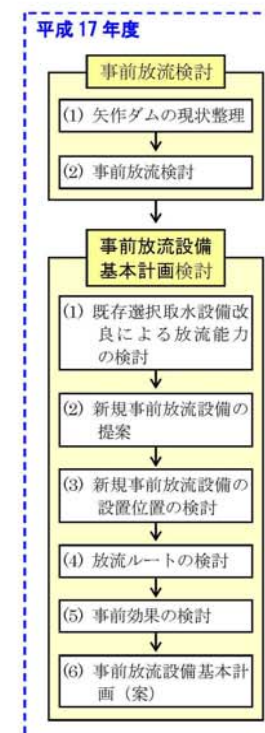 平成 17 年度
事前放流検討
(1) 矢作ダムの現状整理
(2) 事前放流検討
事前放流設備
基本計画検討
(1) 既存選択取水設備改
良による放流能力
の検討
(2) 新規事前放流設備の
提案
(3) 新規事前放流設備の
設置位置の検討
(4) 放流ルートの検討
(5) 事前効果の検討
(6) 事前放流設備基本計
画（案）